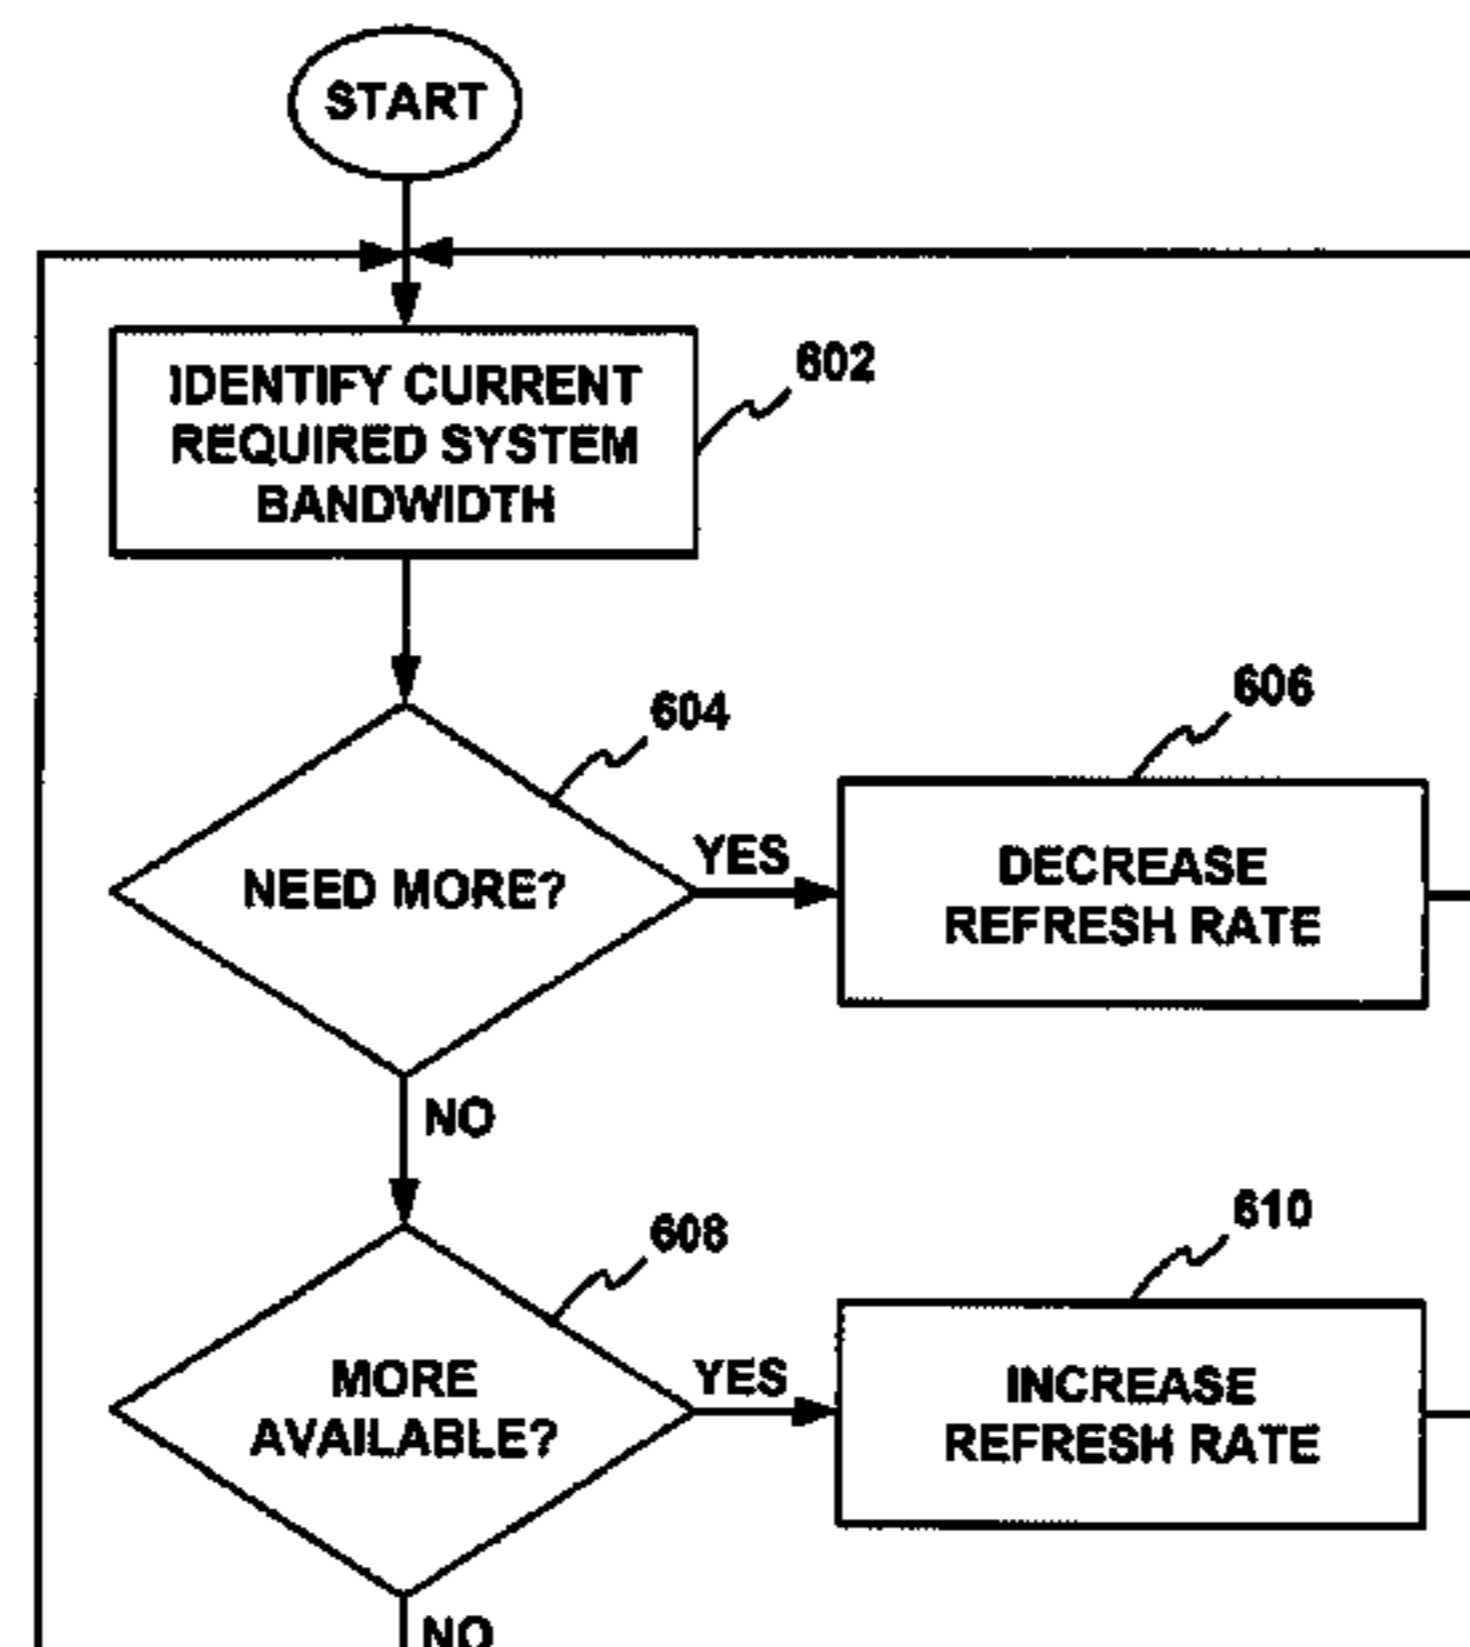 START
IDENTIFY CURRENT
REQUIRED SYSTEM
BANDWIDTH
602
604
NEED MORE?
YES
606
DECREASE
REFRESH RATE
NO
608
MORE
AVAILABLE?
YES
610
INCREASE
REFRESH RATE
NO